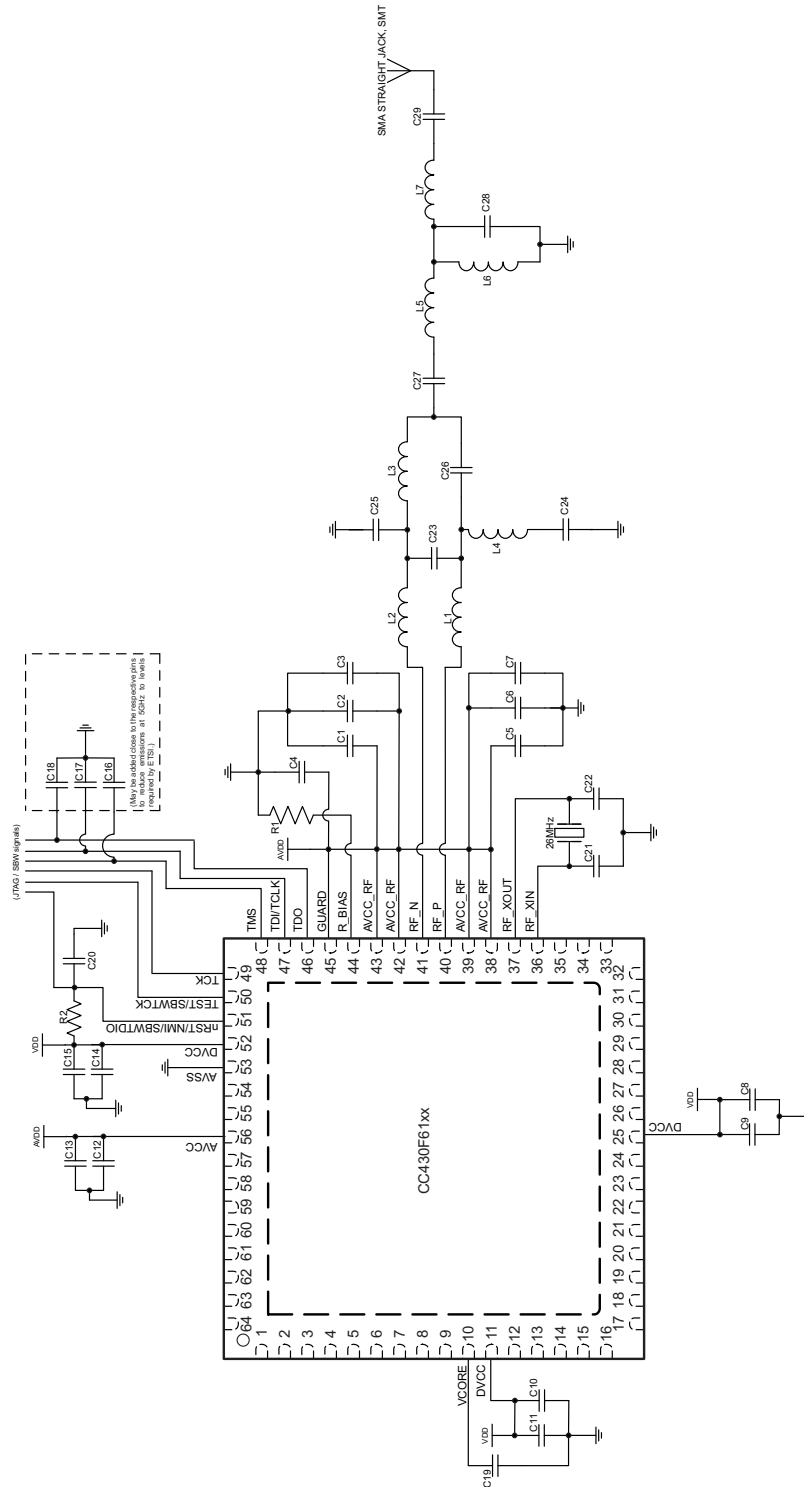 SMA STRAIGHT JACK, SMT
C29
L7
C28
L6
L5
C27
L3
C26
C25
C23
L4
C24
L2
L1
C3
C2
C1
C4
R1
AVDD
C7
C6
C5
C22
C21
26MHz
(May be added close to the respective pins
to reduce emissions at 5GHz to levels
required by ETSI.)
C18
C17
C16
(JTAG / SBW signals)
C20
R2
VDD
C15
C14
AVDD
C13
C12
TMS
TDI/TCLK
TDO
GUARD
R_BIAS
AVCC_RF
AVCC_RF
RF_N
RF_P
AVCC_RF
AVCC_RF
RF_XOUT
RF_XIN
48
47
46
45
44
43
42
41
40
39
38
37
36
35
34
33
TCK
TEST/SBWTCK
nRST/NMI/SBWTDIO
DVCC
AVSS
AVCC
49
50
51
52
53
54
55
56
57
58
59
60
61
62
63
64
CC430F61xx
32
31
30
29
28
27
26
25
24
23
22
21
20
19
18
17
DVCC
VDD
C8
C9
1
2
3
4
5
6
7
8
9
10
11
12
13
14
15
16
VCORE
DVCC
VDD
C10
C11
C19